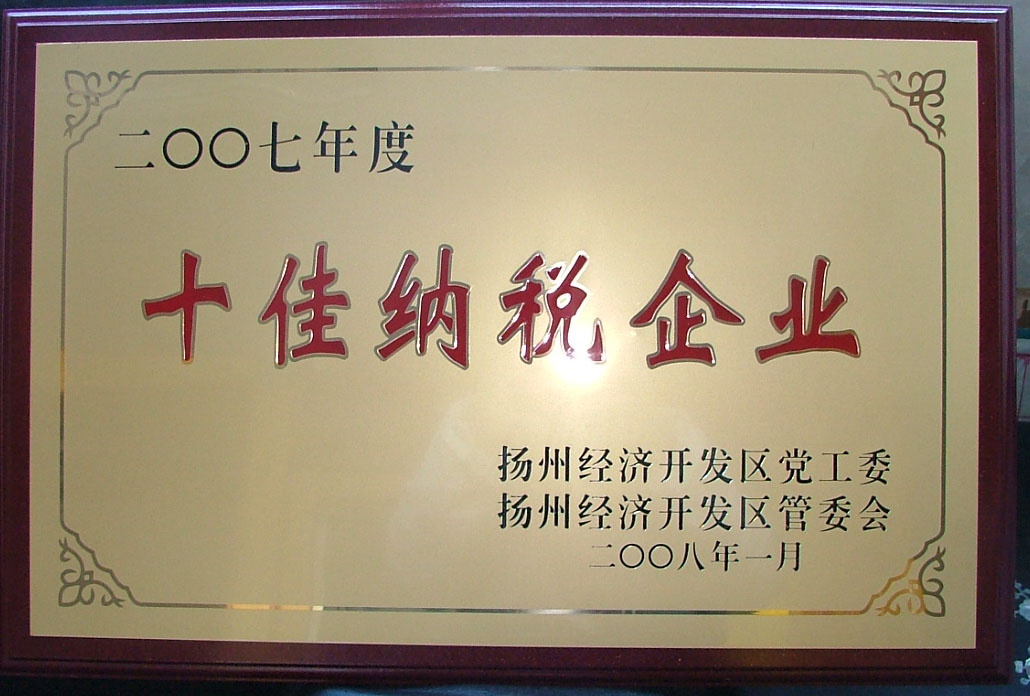 二〇〇七年度
十佳纳税企业
扬州经济开发区党工委
扬州经济开发区管委会
二〇〇八年一月